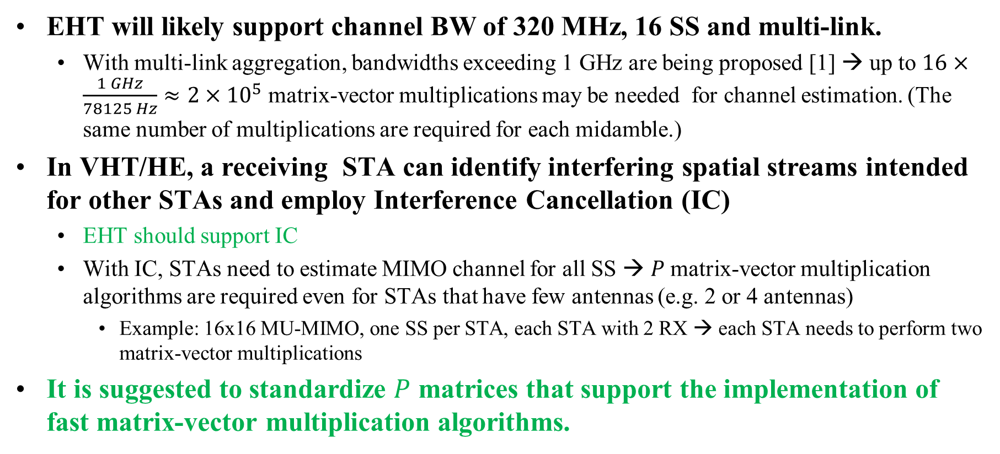 • EHT will likely support channel BW of 320 MHz, 16 SS and multi-link.
• With multi-link aggregation, bandwidths exceeding 1 GHz are being proposed [1] → up to 16 ×
1 GHz / 78125 Hz ≈ 2 × 10⁵ matrix-vector multiplications may be needed for channel estimation. (The
same number of multiplications are required for each midamble.)
• In VHT/HE, a receiving STA can identify interfering spatial streams intended
for other STAs and employ Interference Cancellation (IC)
• EHT should support IC
• With IC, STAs need to estimate MIMO channel for all SS → P matrix-vector multiplication
algorithms are required even for STAs that have few antennas (e.g. 2 or 4 antennas)
• Example: 16x16 MU-MIMO, one SS per STA, each STA with 2 RX → each STA needs to perform two
matrix-vector multiplications
• It is suggested to standardize P matrices that support the implementation of
fast matrix-vector multiplication algorithms.